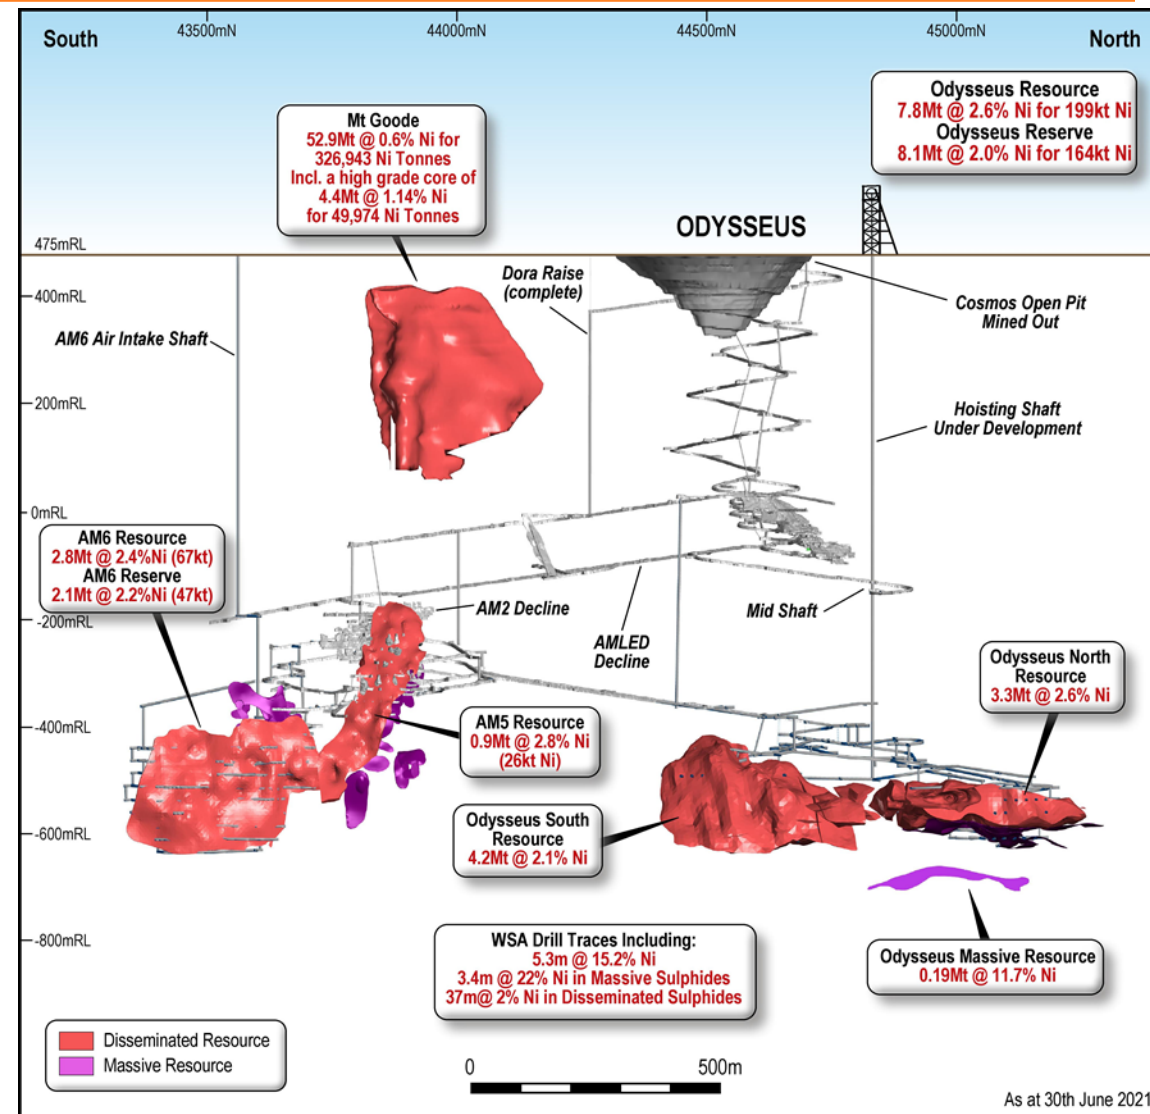 South
43500mN
44000mN
44500mN
45000mN
North
Odysseus Resource
7.8Mt @ 2.6% Ni for 199kt Ni
Odysseus Reserve
8.1Mt @ 2.0% Ni for 164kt Ni
Mt Goode
52.9Mt @ 0.6% Ni for
326,943 Ni Tonnes
Incl. a high grade core of
4.4Mt @ 1.14% Ni
for 49,974 Ni Tonnes
ODYSSEUS
475mRL
Dora Raise
(complete)
400mRL
Cosmos Open Pit
Mined Out
AM6 Air Intake Shaft
200mRL
Hoisting Shaft
Under Development
0mRL
AM6 Resource
2.8Mt @ 2.4%Ni (67kt)
AM6 Reserve
2.1Mt @ 2.2%Ni (47kt)
-200mRL
AM2 Decline
Mid Shaft
AMLED
Decline
Odysseus North
Resource
3.3Mt @ 2.6% Ni
-400mRL
AM5 Resource
0.9Mt @ 2.8% Ni
(26kt Ni)
Odysseus South
Resource
4.2Mt @ 2.1% Ni
-600mRL
-800mRL
WSA Drill Traces Including:
5.3m @ 15.2% Ni
3.4m @ 22% Ni in Massive Sulphides
37m@ 2% Ni in Disseminated Sulphides
Odysseus Massive Resource
0.19Mt @ 11.7% Ni
Disseminated Resource
Massive Resource
0
500m
As at 30th June 2021